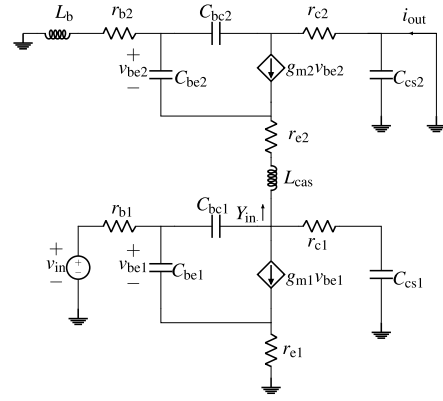 L_b r_b2 C_bc2 r_c2 i_out
+ v_be2 − C_be2 g_m2 v_be2 C_cs2
r_e2
L_cas
r_b1 C_bc1 Y_in r_c1
+ v_in − + − + v_be1 − C_be1 g_m1 v_be1 C_cs1
r_e1